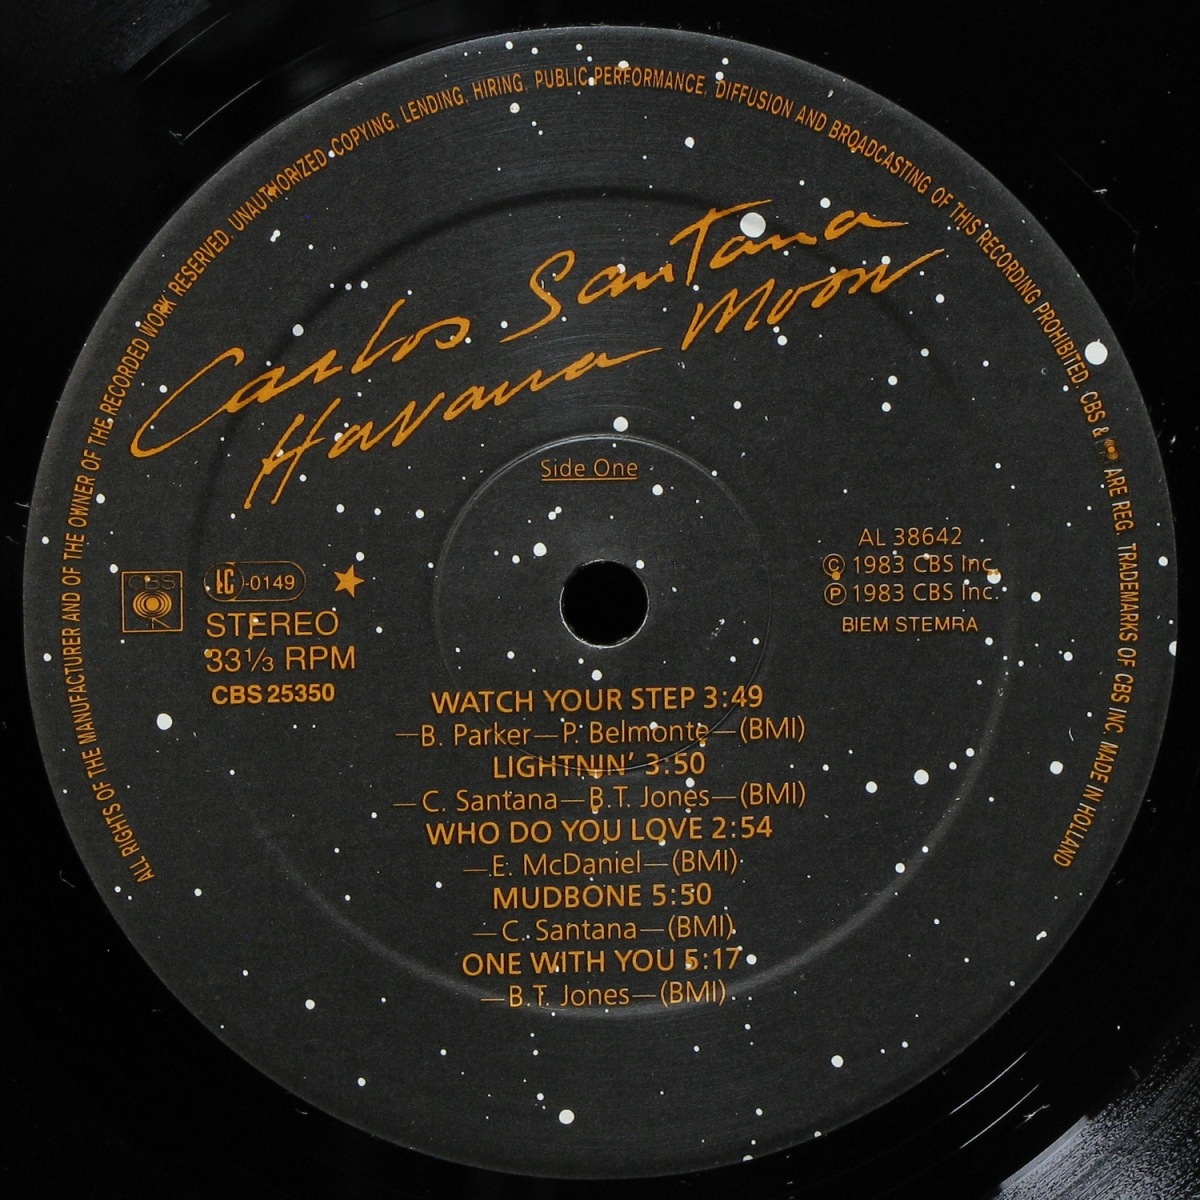 ALL RIGHTS OF THE MANUFACTURER AND OF THE OWNER OF THE RECORDED WORK RESERVED. UNAUTHORIZED COPYING, LENDING, HIRING, PUBLIC PERFORMANCE, DIFFUSION AND BROADCASTING OF THIS RECORDING PROHIBITED. CBS & ARE REG. TRADEMARKS OF CBS INC. MADE IN HOLLAND
Carlos Santana
Havana Moon
Side One
CBS
LC-0149
STEREO
33⅓ RPM
CBS 25350
AL 38642
Ⓒ 1983 CBS Inc.
Ⓟ 1983 CBS Inc.
BIEM STEMRA
WATCH YOUR STEP 3:49
—B. Parker—P. Belmonte—(BMI)
LIGHTNIN' 3:50
—C. Santana—B.T. Jones—(BMI)
WHO DO YOU LOVE 2:54
—E. McDaniel—(BMI)
MUDBONE 5:50
—C. Santana—(BMI)
ONE WITH YOU 5:17
—B.T. Jones—(BMI)